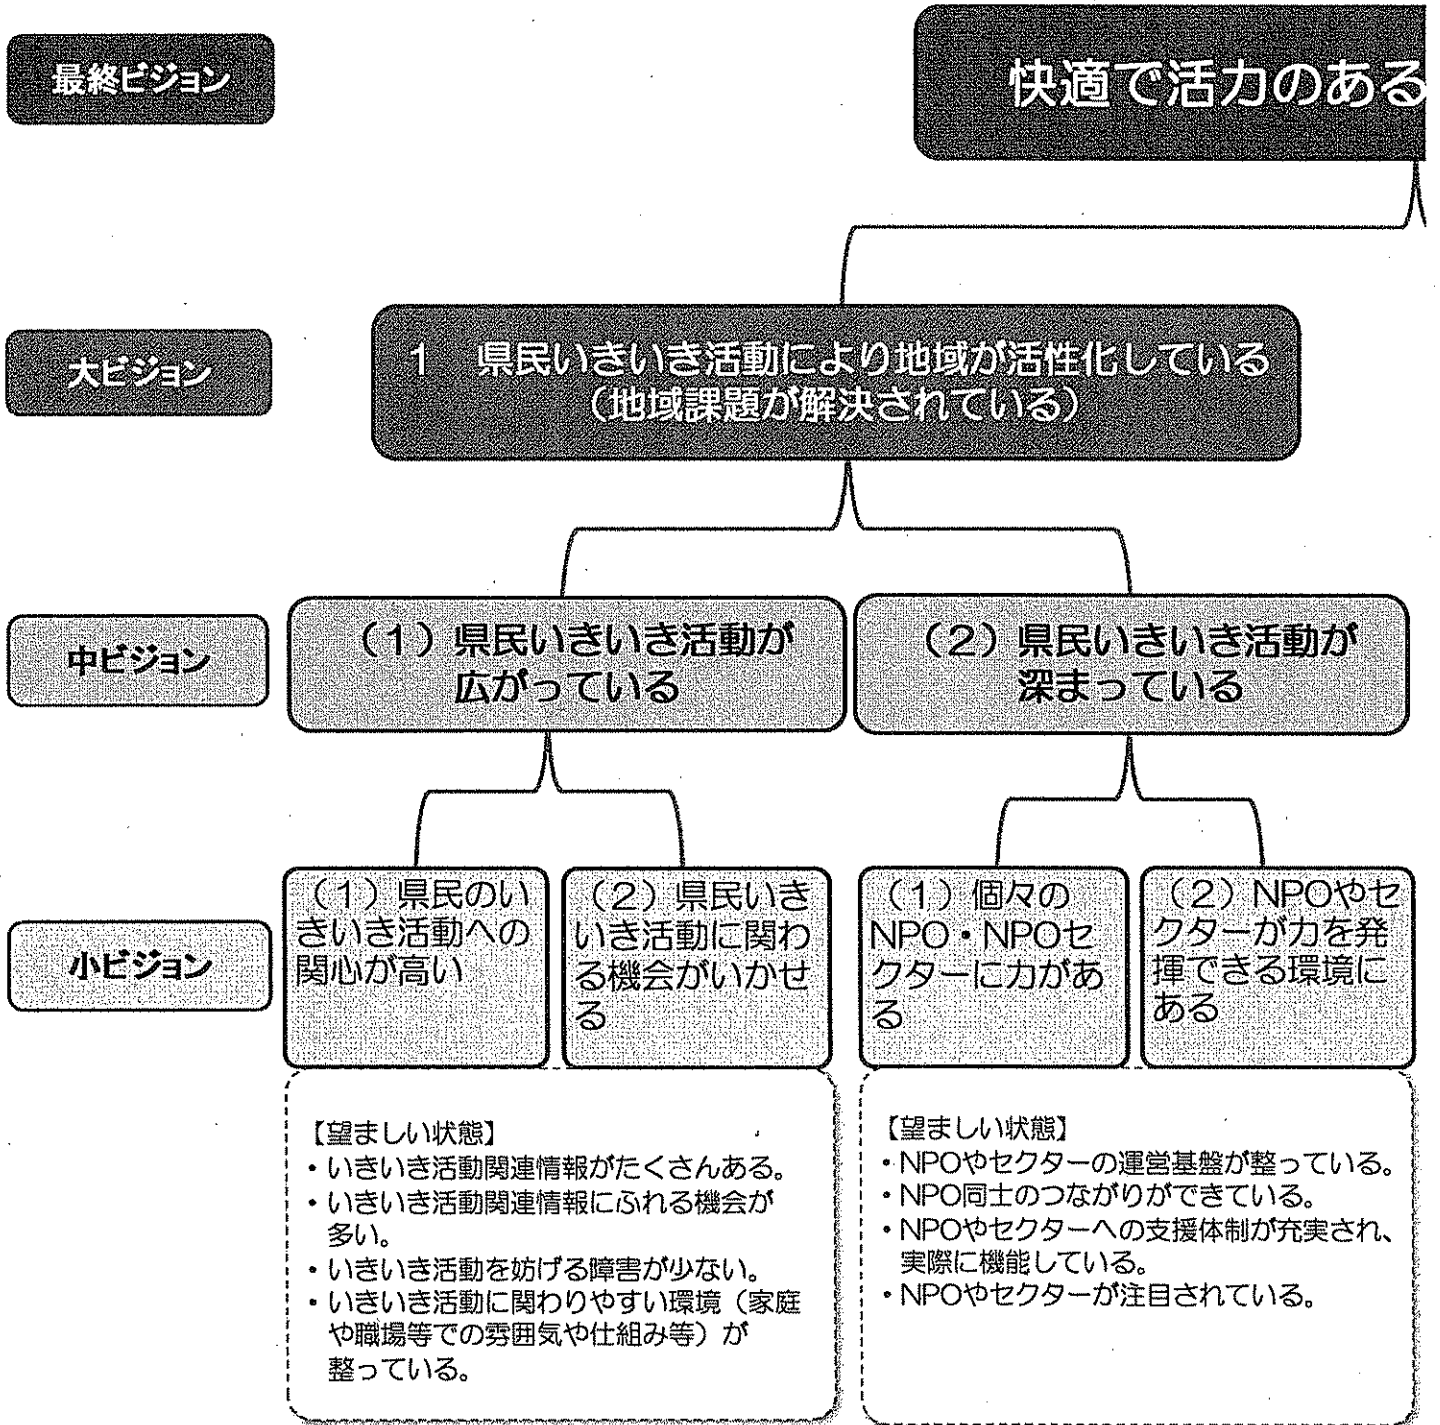 最終ビジョン
快適で活力のある
大ビジョン
1　県民いきいき活動により地域が活性化している
（地域課題が解決されている）
中ビジョン
（１）県民いきいき活動が
広がっている
（２）県民いきいき活動が
深まっている
小ビジョン
（１）県民のい
きいき活動への
関心が高い
（２）県民いき
いき活動に関わ
る機会がいかせ
る
（１）個々の
NPO・NPOセ
クターに力があ
る
（２）NPOやセ
クターが力を発
揮できる環境に
ある
【望ましい状態】
・いきいき活動関連情報がたくさんある。
・いきいき活動関連情報にふれる機会が
多い。
・いきいき活動を妨げる障害が少ない。
・いきいき活動に関わりやすい環境（家庭
や職場等での雰囲気や仕組み等）が
整っている。
【望ましい状態】
・NPOやセクターの運営基盤が整っている。
・NPO同士のつながりができている。
・NPOやセクターへの支援体制が充実され、
実際に機能している。
・NPOやセクターが注目されている。